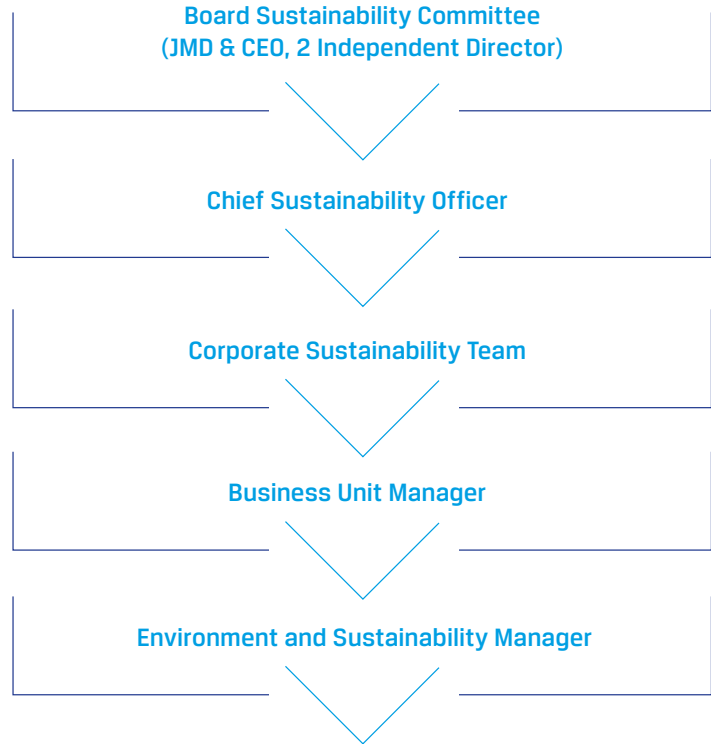 Board Sustainability Committee
(JMD & CEO, 2 Independent Director)
Chief Sustainability Officer
Corporate Sustainability Team
Business Unit Manager
Environment and Sustainability Manager